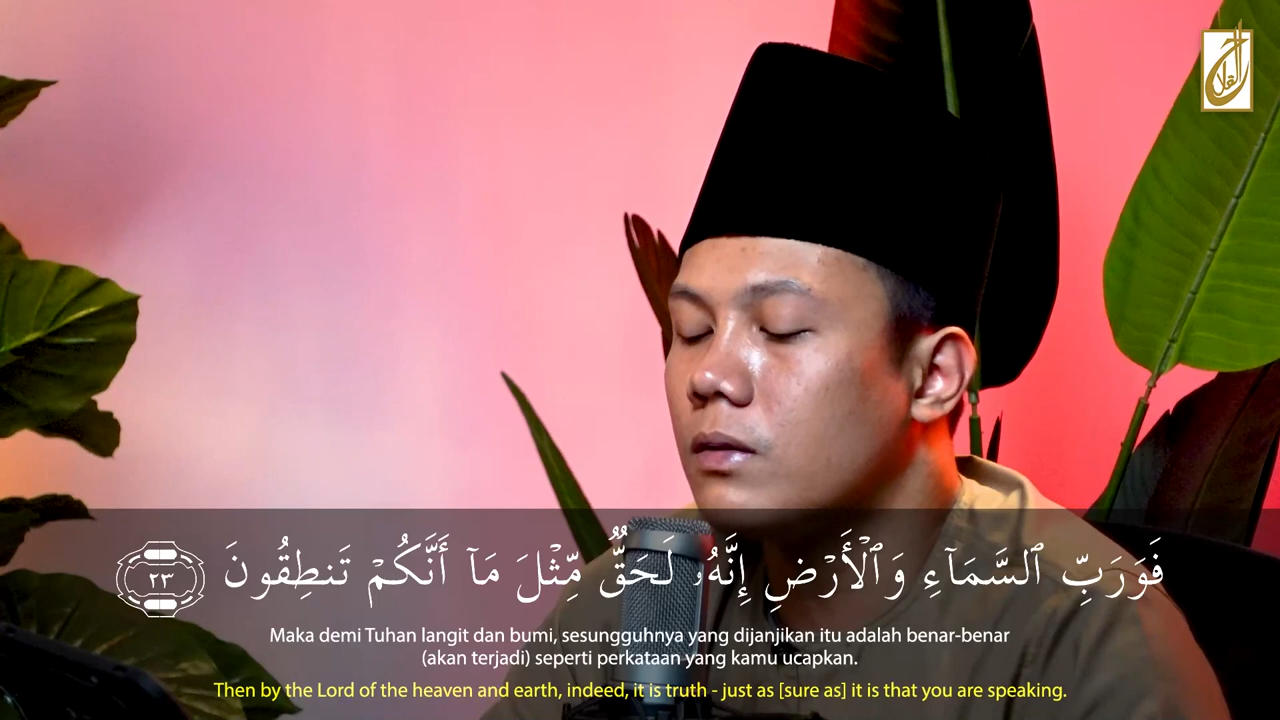 فَوَرَبِّ ٱلسَّمَآءِ وَٱلْأَرْضِ إِنَّهُۥ لَحَقٌّ مِّثْلَ مَآ أَنَّكُمْ تَنطِقُونَ ٢٣
Maka demi Tuhan langit dan bumi, sesungguhnya yang dijanjikan itu adalah benar-benar
(akan terjadi) seperti perkataan yang kamu ucapkan.
Then by the Lord of the heaven and earth, indeed, it is truth - just as [sure as] it is that you are speaking.